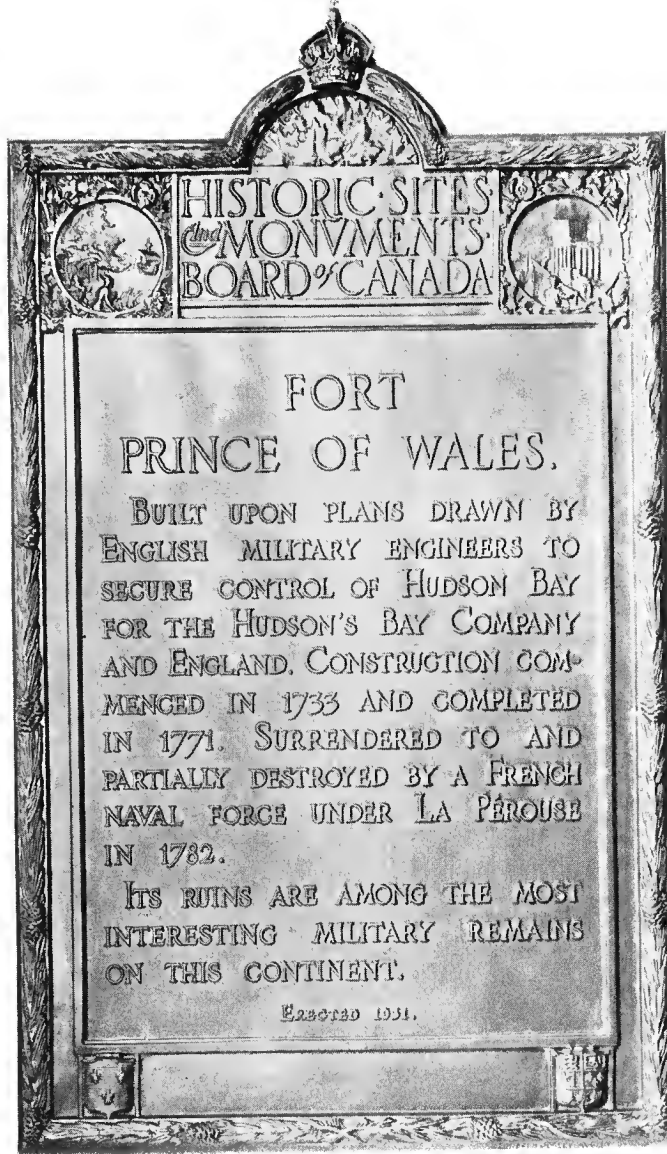 HISTORIC·SITES
and MONVMENTS·
BOARD of CANADA
FORT
PRINCE OF WALES.
BUILT UPON PLANS DRAWN BY
ENGLISH MILITARY ENGINEERS TO
SECURE CONTROL OF HUDSON BAY
FOR THE HUDSON'S BAY COMPANY
AND ENGLAND. CONSTRUCTION COM-
MENCED IN 1733 AND COMPLETED
IN 1771. SURRENDERED TO AND
PARTIALLY DESTROYED BY A FRENCH
NAVAL FORCE UNDER LA PÉROUSE
IN 1782.
ITS RUINS ARE AMONG THE MOST
INTERESTING MILITARY REMAINS
ON THIS CONTINENT.
ERECTED 1931.